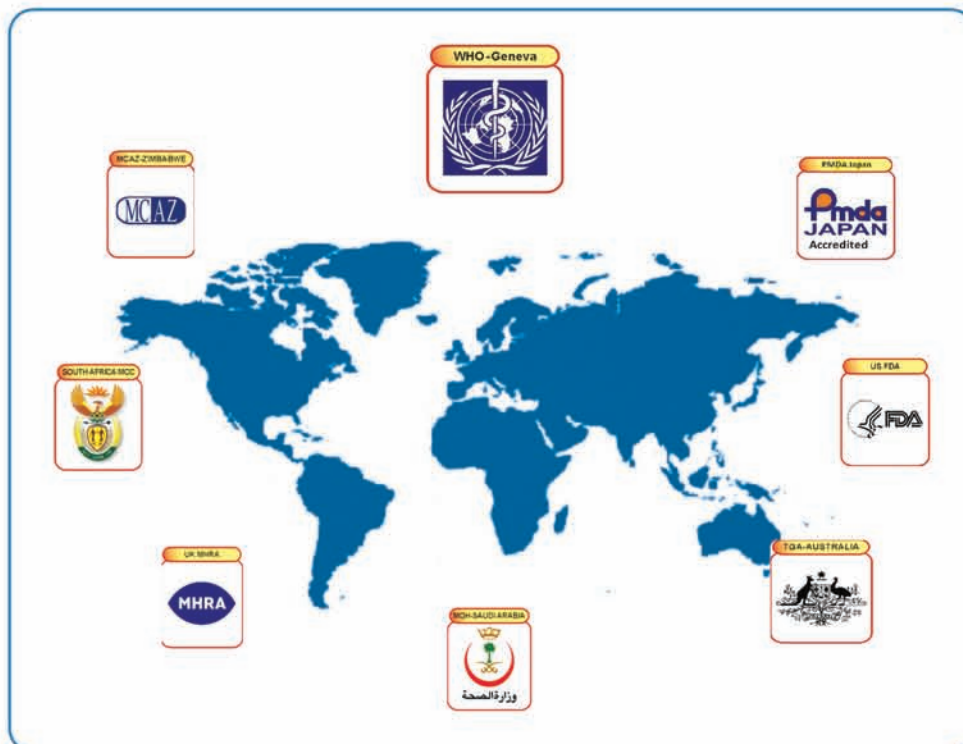 WHO-Geneva
MCAZ-ZIMBABWE
MCAZ
PMDA Japan
Pmda
JAPAN
Accredited
SOUTH-AFRICA-MCC
US FDA
FDA
UK MHRA
MHRA
TGA-AUSTRALIA
MOH-SAUDI ARABIA
وزارة الصحة